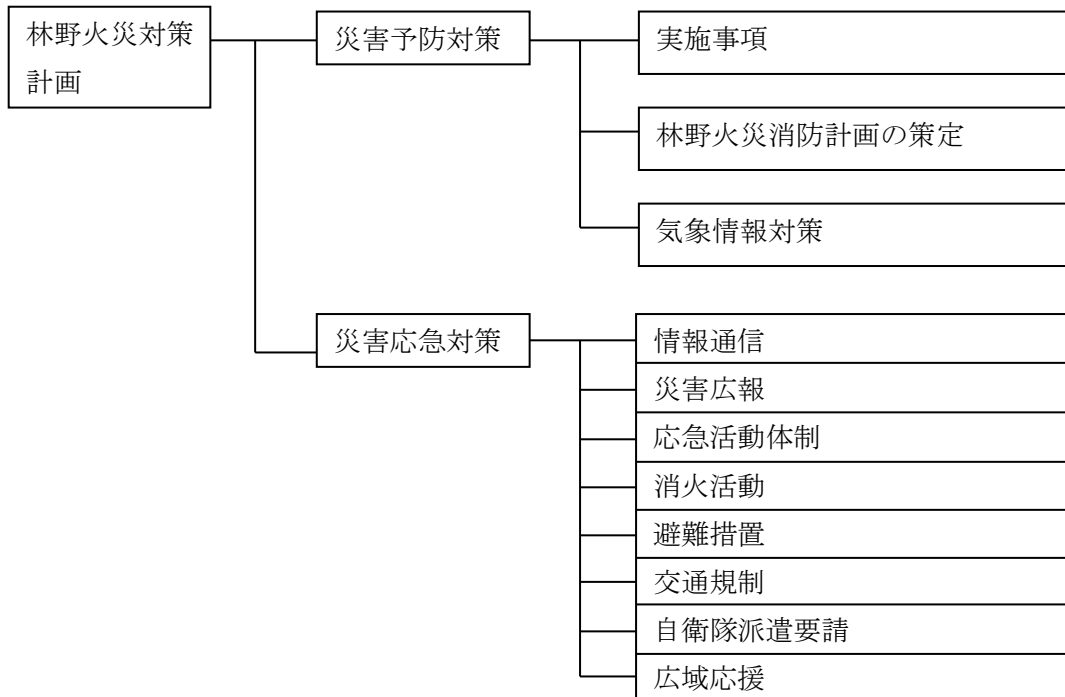 林野火災対策
計画
災害予防対策
実施事項
林野火災消防計画の策定
気象情報対策
災害応急対策
情報通信
災害広報
応急活動体制
消火活動
避難措置
交通規制
自衛隊派遣要請
広域応援